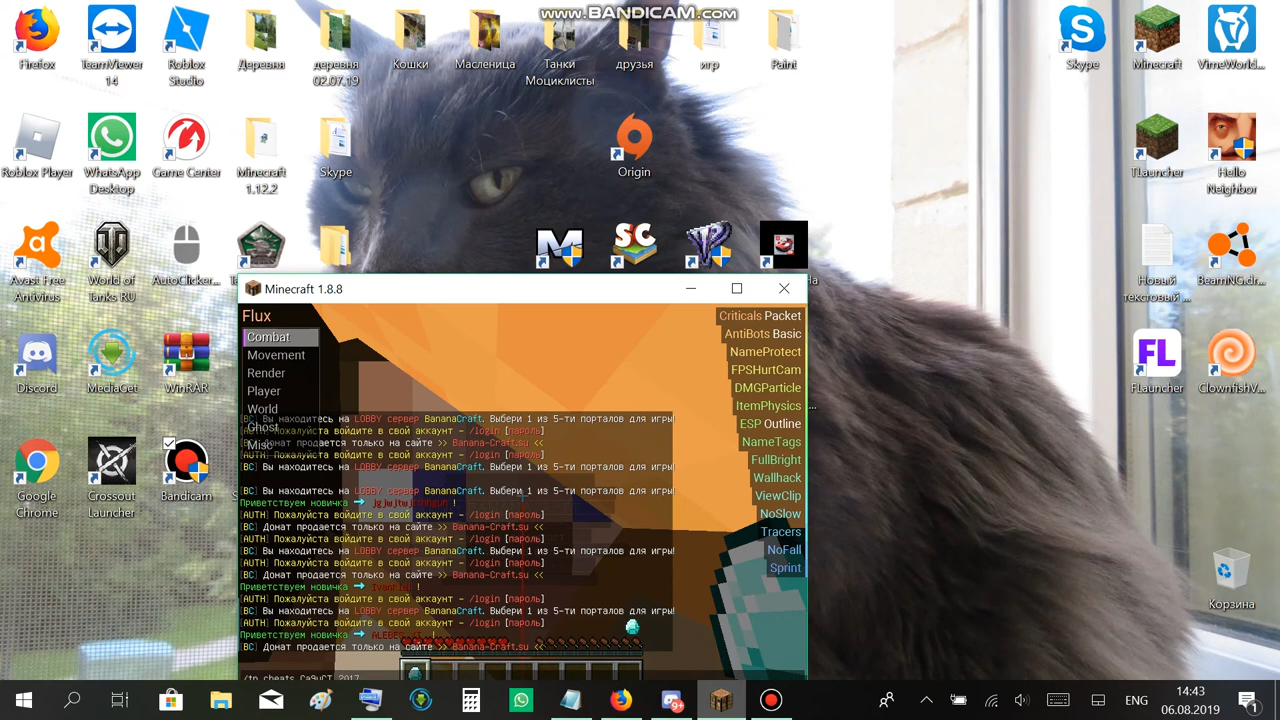 www.BANDICAM.com
Firefox
TeamViewer 14
Roblox Studio
Деревня
деревня 02.07.19
Кошки
Масленица
Танки Мотоциклисты
друзья
игр
Paint
Skype
Minecraft
VimeWorld...
Roblox Player
WhatsApp Desktop
Game Center
Minecraft 1.12.2
Skype
Origin
TLauncher
Hello Neighbor
Avast Free Antivirus
World of Tanks RU
AutoClicker...
Новый текстовый ...
BeamNG.dr...
Discord
MediaGet
WinRAR
FLauncher
ClownfishV...
Google Chrome
Crossout Launcher
Bandicam
Корзина
Minecraft 1.8.8
Flux
Combat
Movement
Render
Player
World
Ghost
Misc
Criticals Packet
AntiBots Basic
NameProtect
FPSHurtCam
DMGParticle
ItemPhysics
ESP Outline
NameTags
FullBright
Wallhack
ViewClip
NoSlow
Tracers
NoFall
Sprint
[BC] Вы находитесь на LOBBY сервер BananaCraft. Выбери 1 из 5-ти порталов для игры!
[AUTH] Пожалуйста войдите в свой аккаунт - /login [пароль]
[BC] Донат продается только на сайте >> Banana-Craft.su <<
[AUTH] Пожалуйста войдите в свой аккаунт - /login [пароль]
[BC] Вы находитесь на LOBBY сервер BananaCraft. Выбери 1 из 5-ти порталов для игры!
[BC] Вы находитесь на LOBBY сервер BananaCraft. Выбери 1 из 5-ти порталов для игры!
Приветствуем новичка → !
[AUTH] Пожалуйста войдите в свой аккаунт - /login [пароль]
[BC] Донат продается только на сайте >> Banana-Craft.su <<
[AUTH] Пожалуйста войдите в свой аккаунт - /login [пароль]
[BC] Вы находитесь на LOBBY сервер BananaCraft. Выбери 1 из 5-ти порталов для игры!
[AUTH] Пожалуйста войдите в свой аккаунт - /login [пароль]
[BC] Донат продается только на сайте >> Banana-Craft.su <<
Приветствуем новичка → !
[AUTH] Пожалуйста войдите в свой аккаунт - /login [пароль]
[BC] Вы находитесь на LOBBY сервер BananaCraft. Выбери 1 из 5-ти порталов для игры!
[AUTH] Пожалуйста войдите в свой аккаунт - /login [пароль]
Приветствуем новичка → !
[BC] Донат продается только на сайте >> Banana-Craft.su <<
9+
ENG
14:43
06.08.2019
1